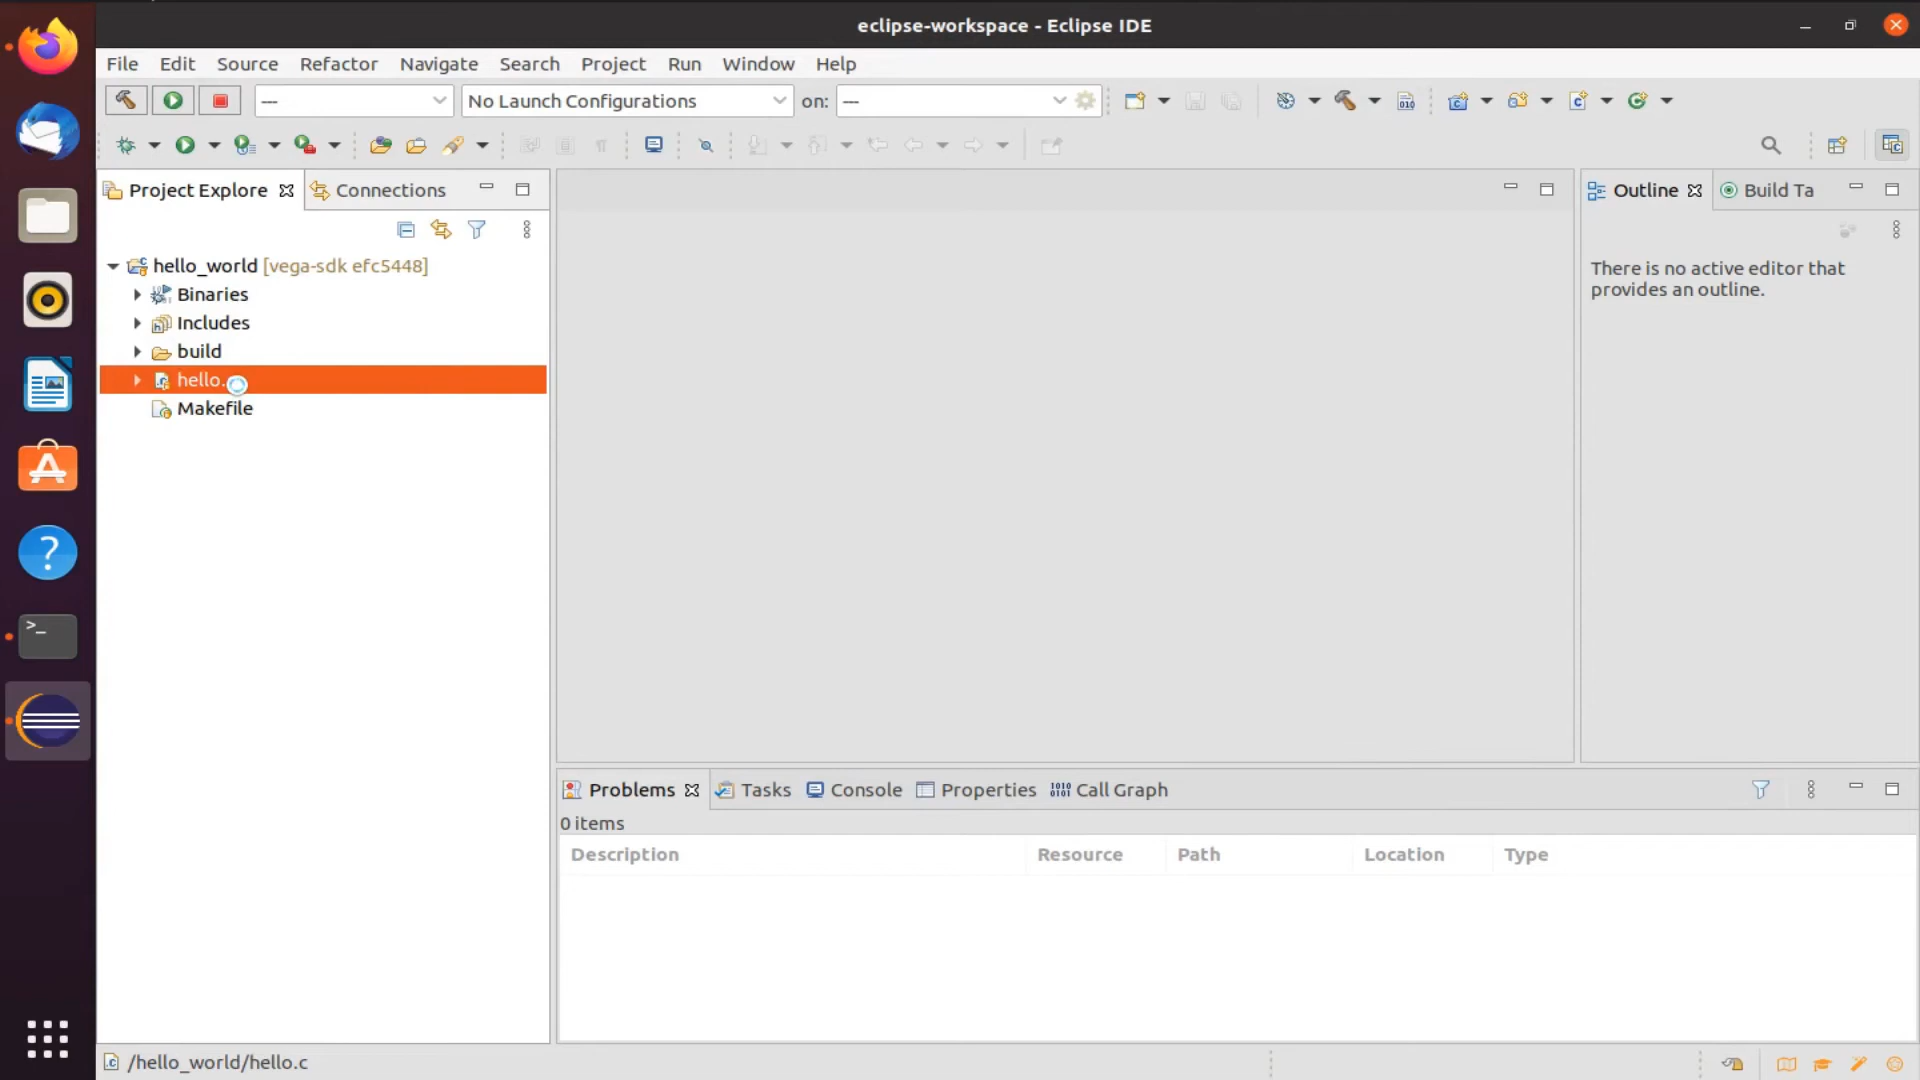 eclipse-workspace - Eclipse IDE
File Edit Source Refactor Navigate Search Project Run Window Help
--- No Launch Configurations on: ---
Project Explore Connections
Outline Build Ta
hello_world [vega-sdk efc5448]
Binaries
Includes
build
hello.
Makefile
There is no active editor that
provides an outline.
Problems Tasks Console Properties Call Graph
0 items
Description Resource Path Location Type
/hello_world/hello.c